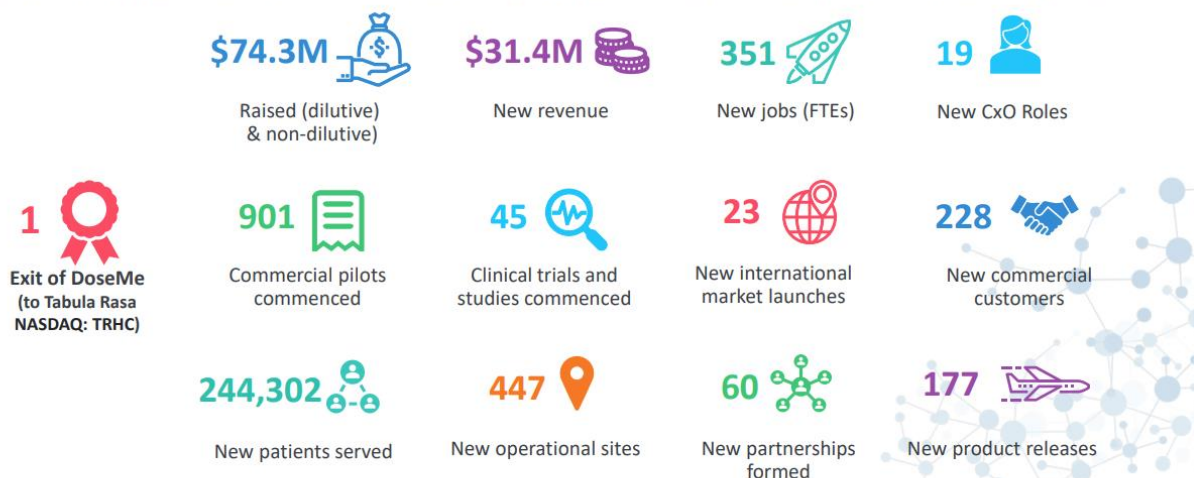 $74.3M
Raised (dilutive)
& non-dilutive)
$31.4M
New revenue
351
New jobs (FTEs)
19
New CxO Roles
1
Exit of DoseMe
(to Tabula Rasa
NASDAQ: TRHC)
901
Commercial pilots
commenced
45
Clinical trials and
studies commenced
23
New international
market launches
228
New commercial
customers
244,302
New patients served
447
New operational sites
60
New partnerships
formed
177
New product releases